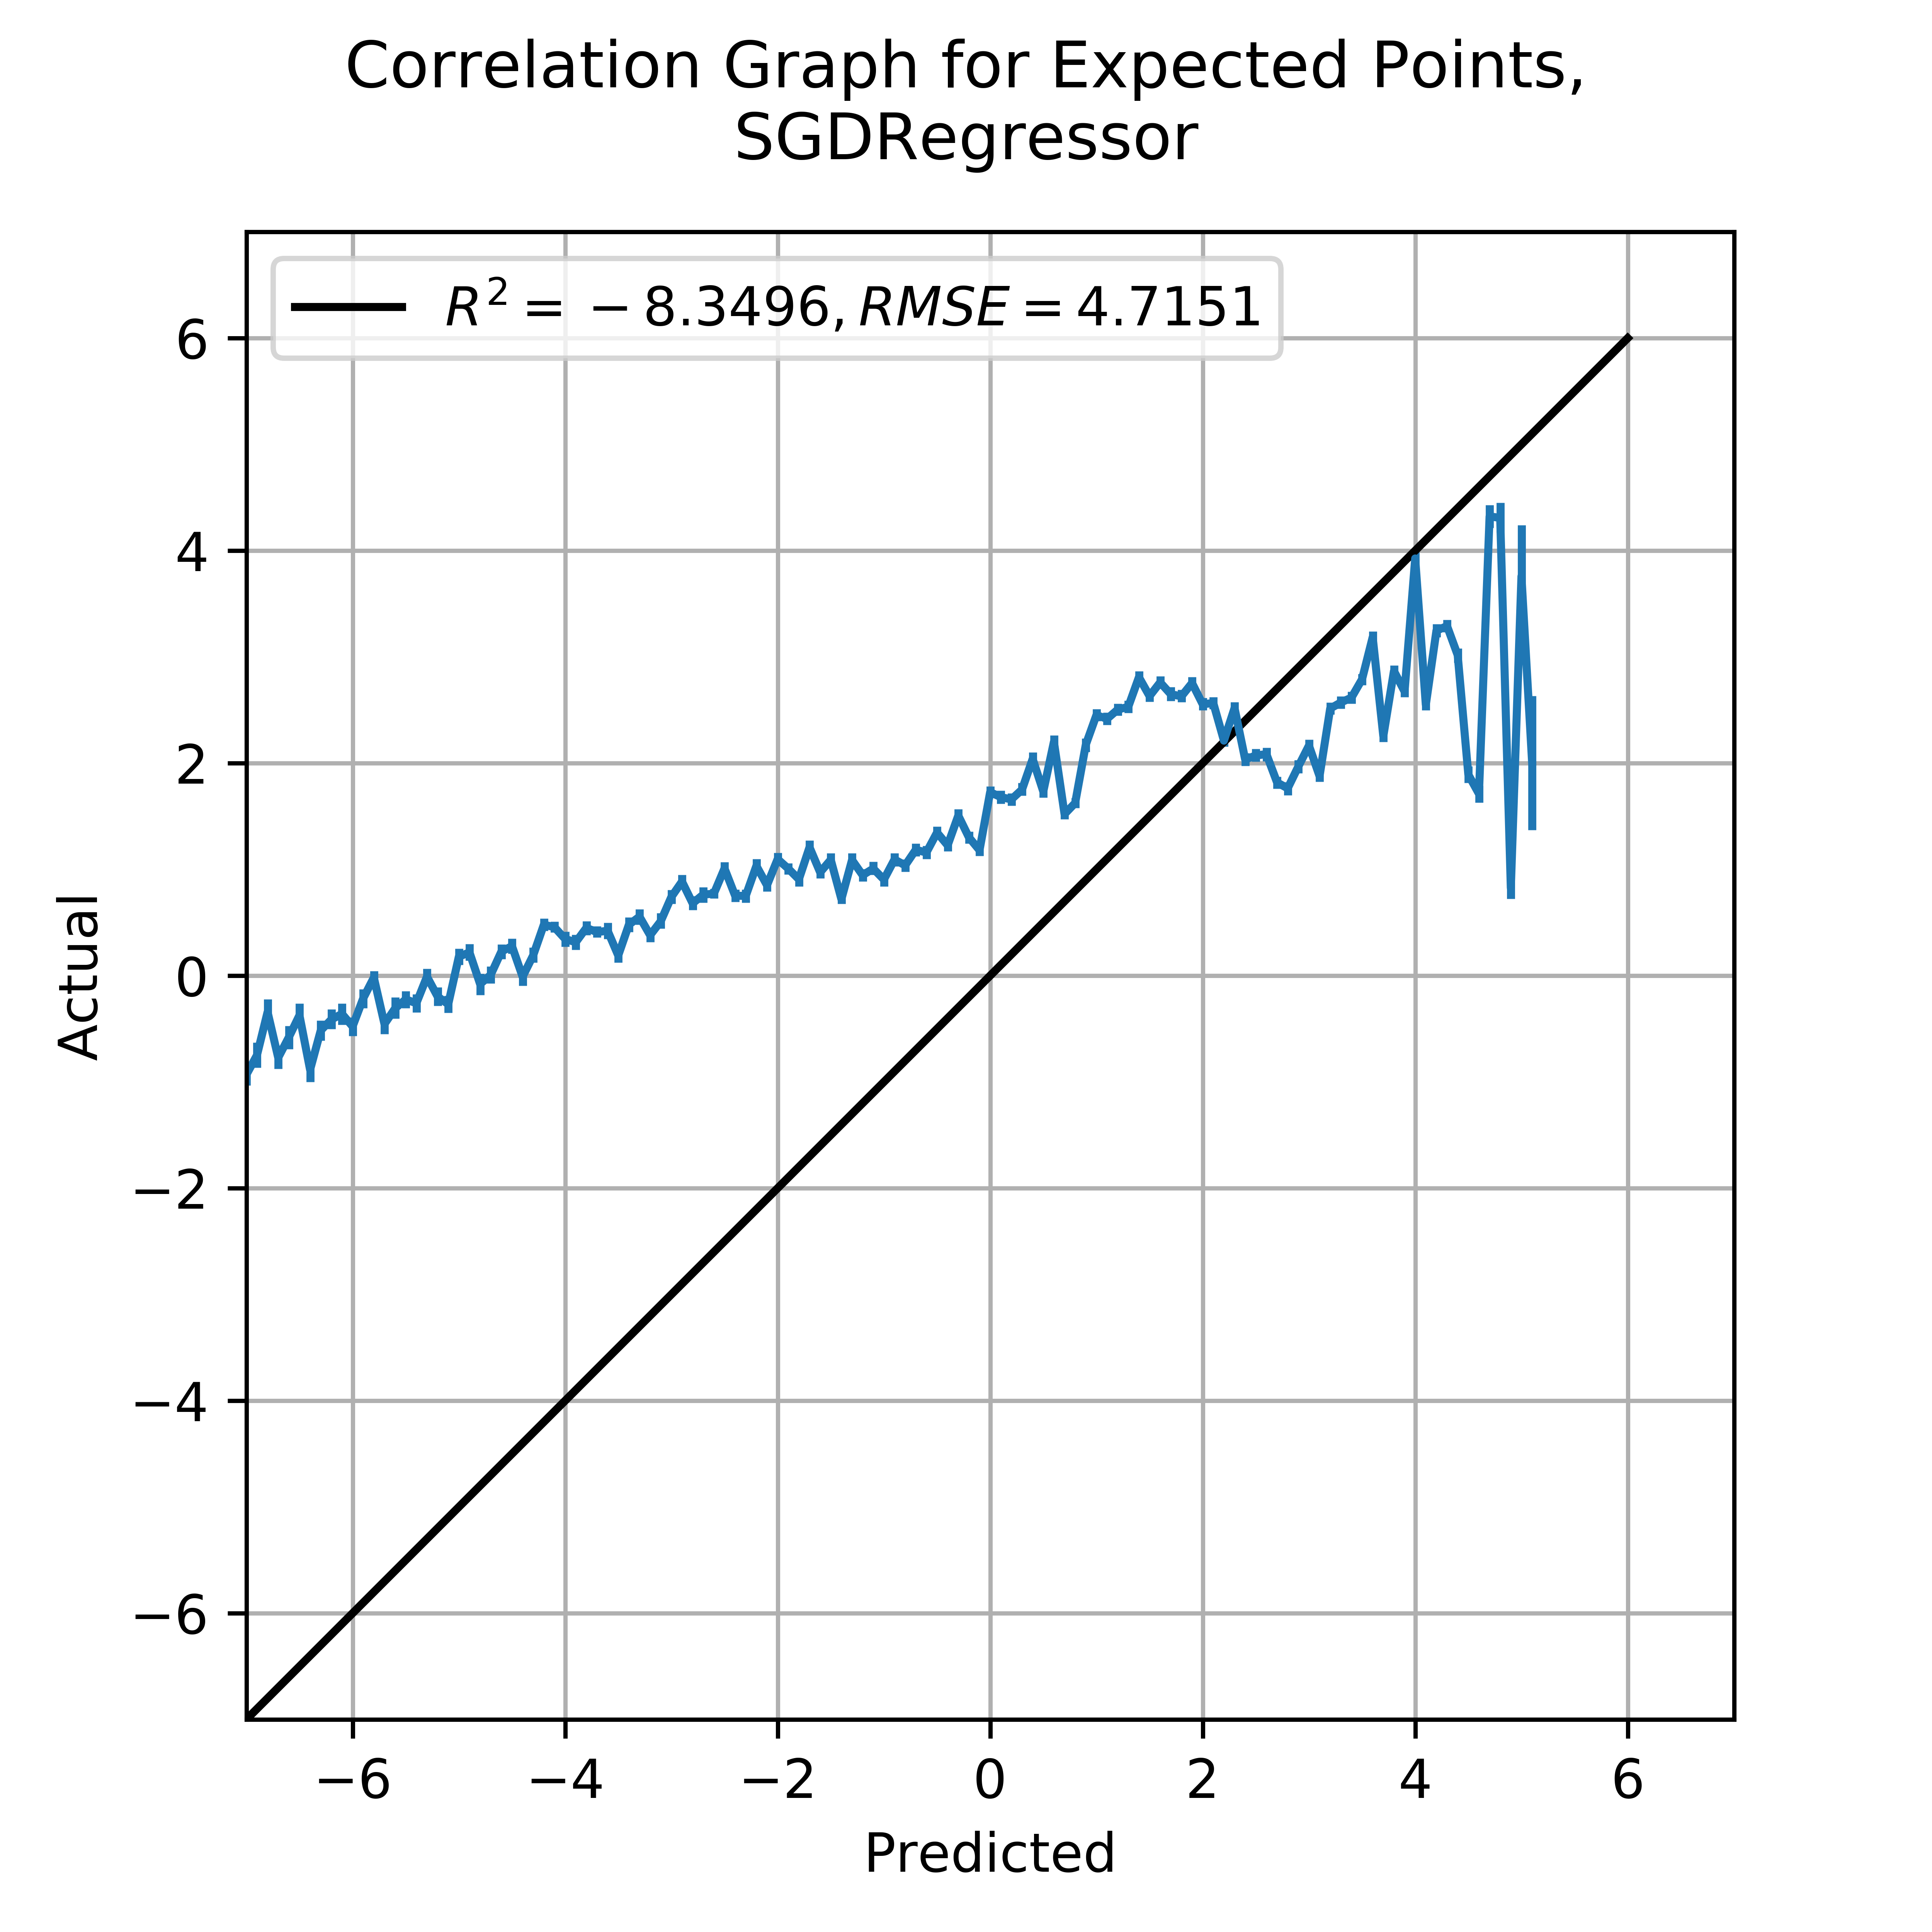 Correlation Graph for Expected Points,
SGDRegressor
R² = −8.3496, RMSE = 4.7151
6
4
2
0
−2
−4
−6
Actual
−6 −4 −2 0 2 4 6
Predicted